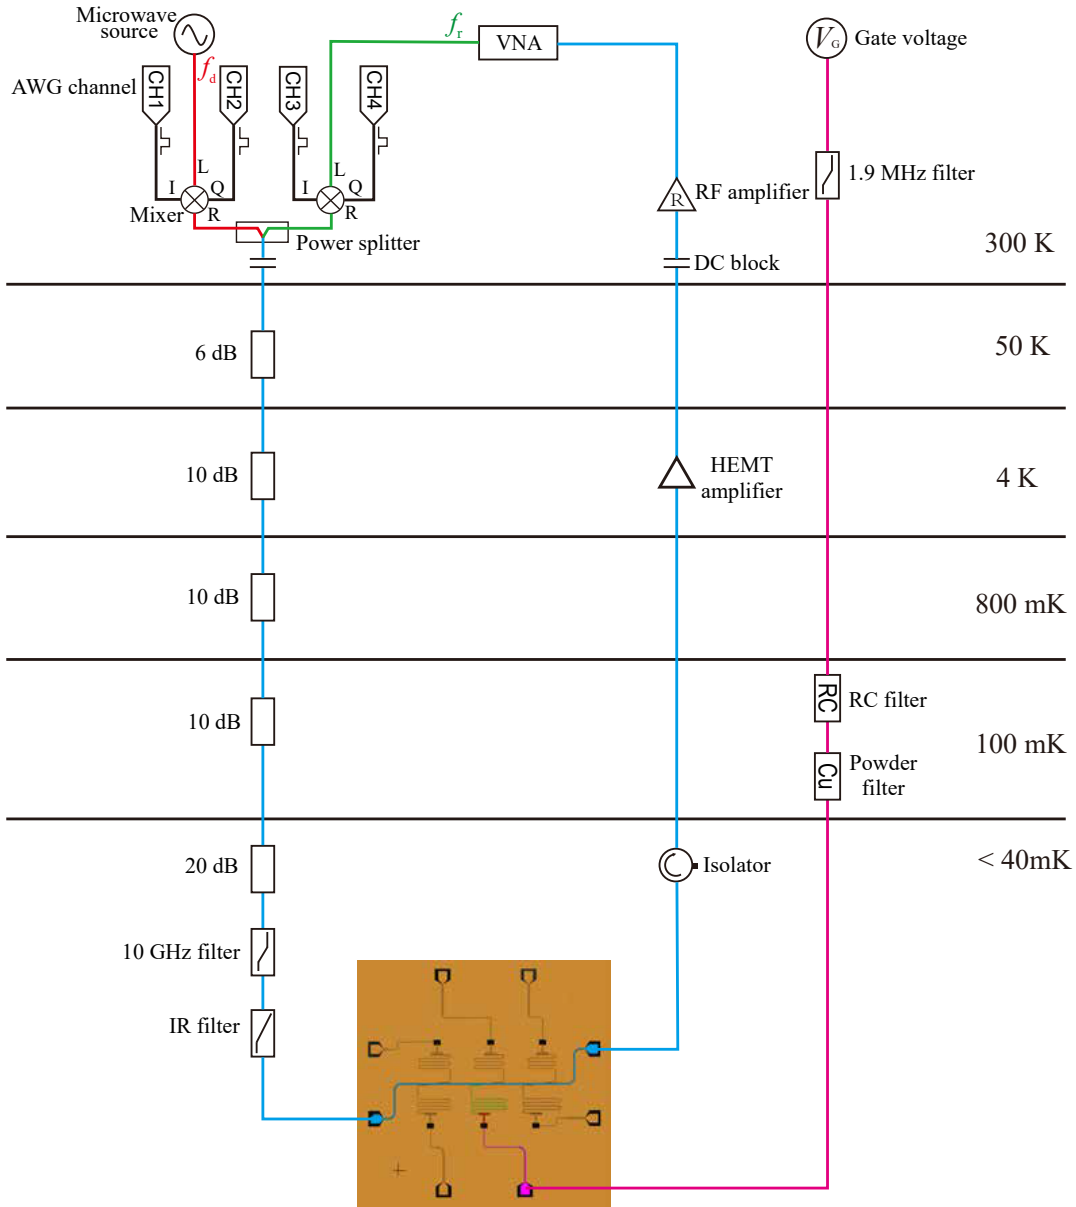 Microwave
source
f_r
VNA
V_G
Gate voltage
f_d
AWG channel
CH1
CH2
CH3
CH4
L
L
I
Q
I
Q
Mixer
R
R
RF amplifier
R
1.9 MHz filter
Power splitter
DC block
300 K
6 dB
50 K
10 dB
HEMT
amplifier
4 K
10 dB
800 mK
10 dB
RC
RC filter
100 mK
Cu
Powder
filter
20 dB
Isolator
< 40mK
10 GHz filter
IR filter